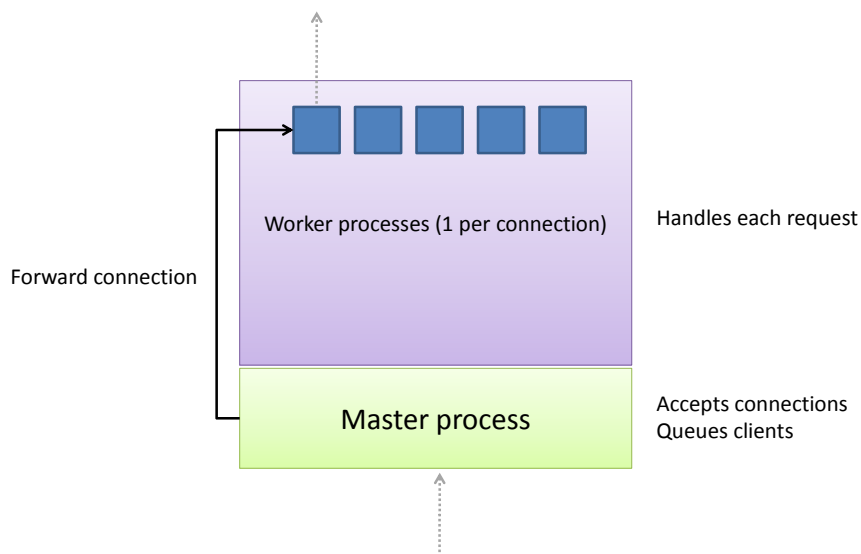 Worker processes (1 per connection)
Handles each request
Forward connection
Master process
Accepts connections
Queues clients